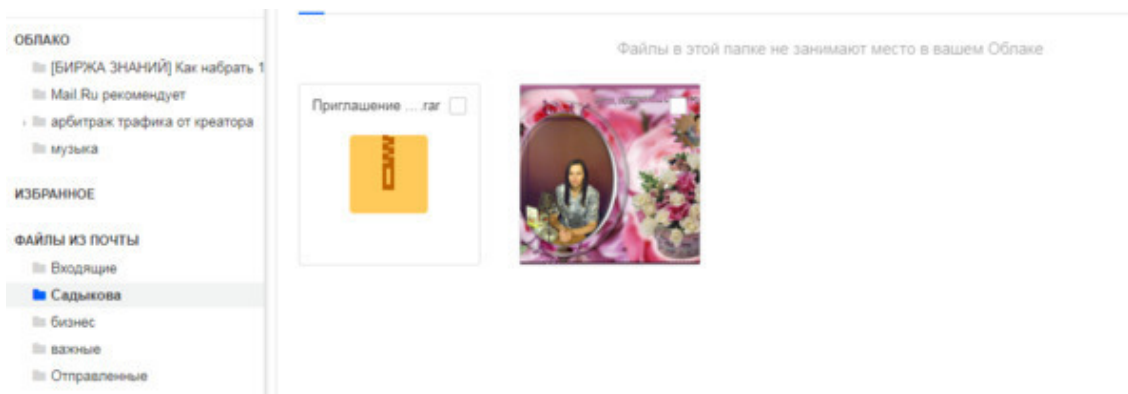 ОБЛАКО
[БИРЖА ЗНАНИЙ] Как набрать 1
Mail.Ru рекомендует
арбитраж трафика от креатора
музыка
ИЗБРАННОЕ
ФАЙЛЫ ИЗ ПОЧТЫ
Входящие
Садыкова
бизнес
важные
Отправленные
Файлы в этой папке не занимают место в вашем Облаке
Приглашение ....rar